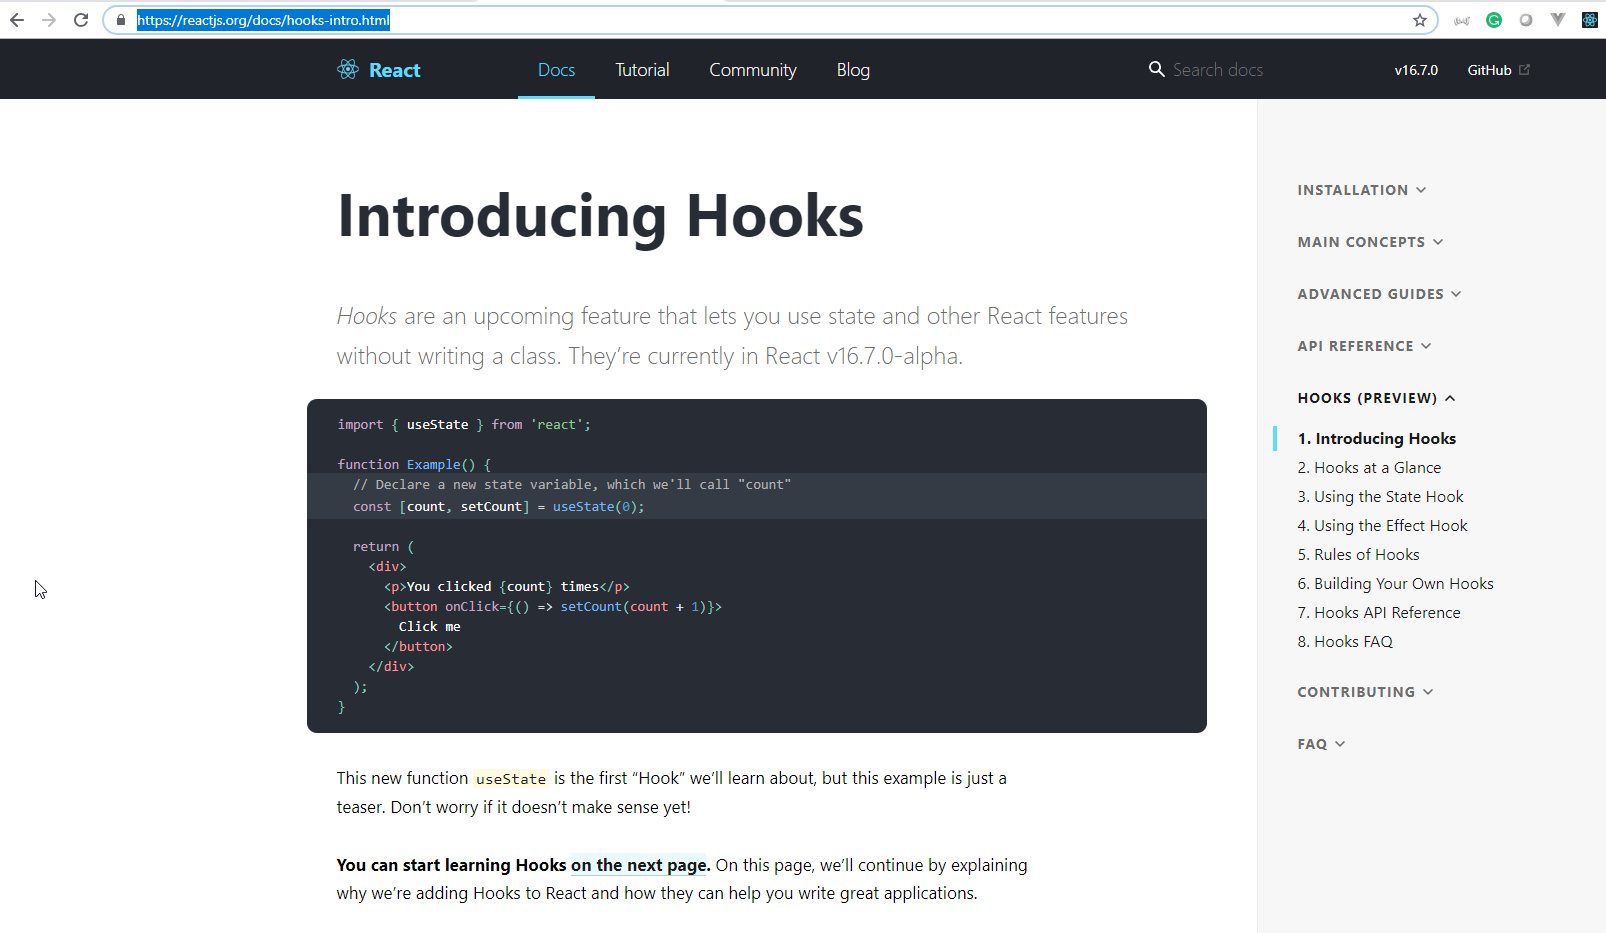 https://reactjs.org/docs/hooks-intro.html
React
Docs
Tutorial
Community
Blog
Search docs
v16.7.0
GitHub
Introducing Hooks
Hooks are an upcoming feature that lets you use state and other React features
without writing a class. They’re currently in React v16.7.0-alpha.
import { useState } from 'react';
function Example() {
// Declare a new state variable, which we'll call "count"
const [count, setCount] = useState(0);
return (
<div>
<p>You clicked {count} times</p>
<button onClick={() => setCount(count + 1)}>
Click me
</button>
</div>
);
}
This new function useState is the first “Hook” we’ll learn about, but this example is just a
teaser. Don’t worry if it doesn’t make sense yet!
You can start learning Hooks on the next page. On this page, we’ll continue by explaining
why we’re adding Hooks to React and how they can help you write great applications.
INSTALLATION
MAIN CONCEPTS
ADVANCED GUIDES
API REFERENCE
HOOKS (PREVIEW)
1. Introducing Hooks
2. Hooks at a Glance
3. Using the State Hook
4. Using the Effect Hook
5. Rules of Hooks
6. Building Your Own Hooks
7. Hooks API Reference
8. Hooks FAQ
CONTRIBUTING
FAQ